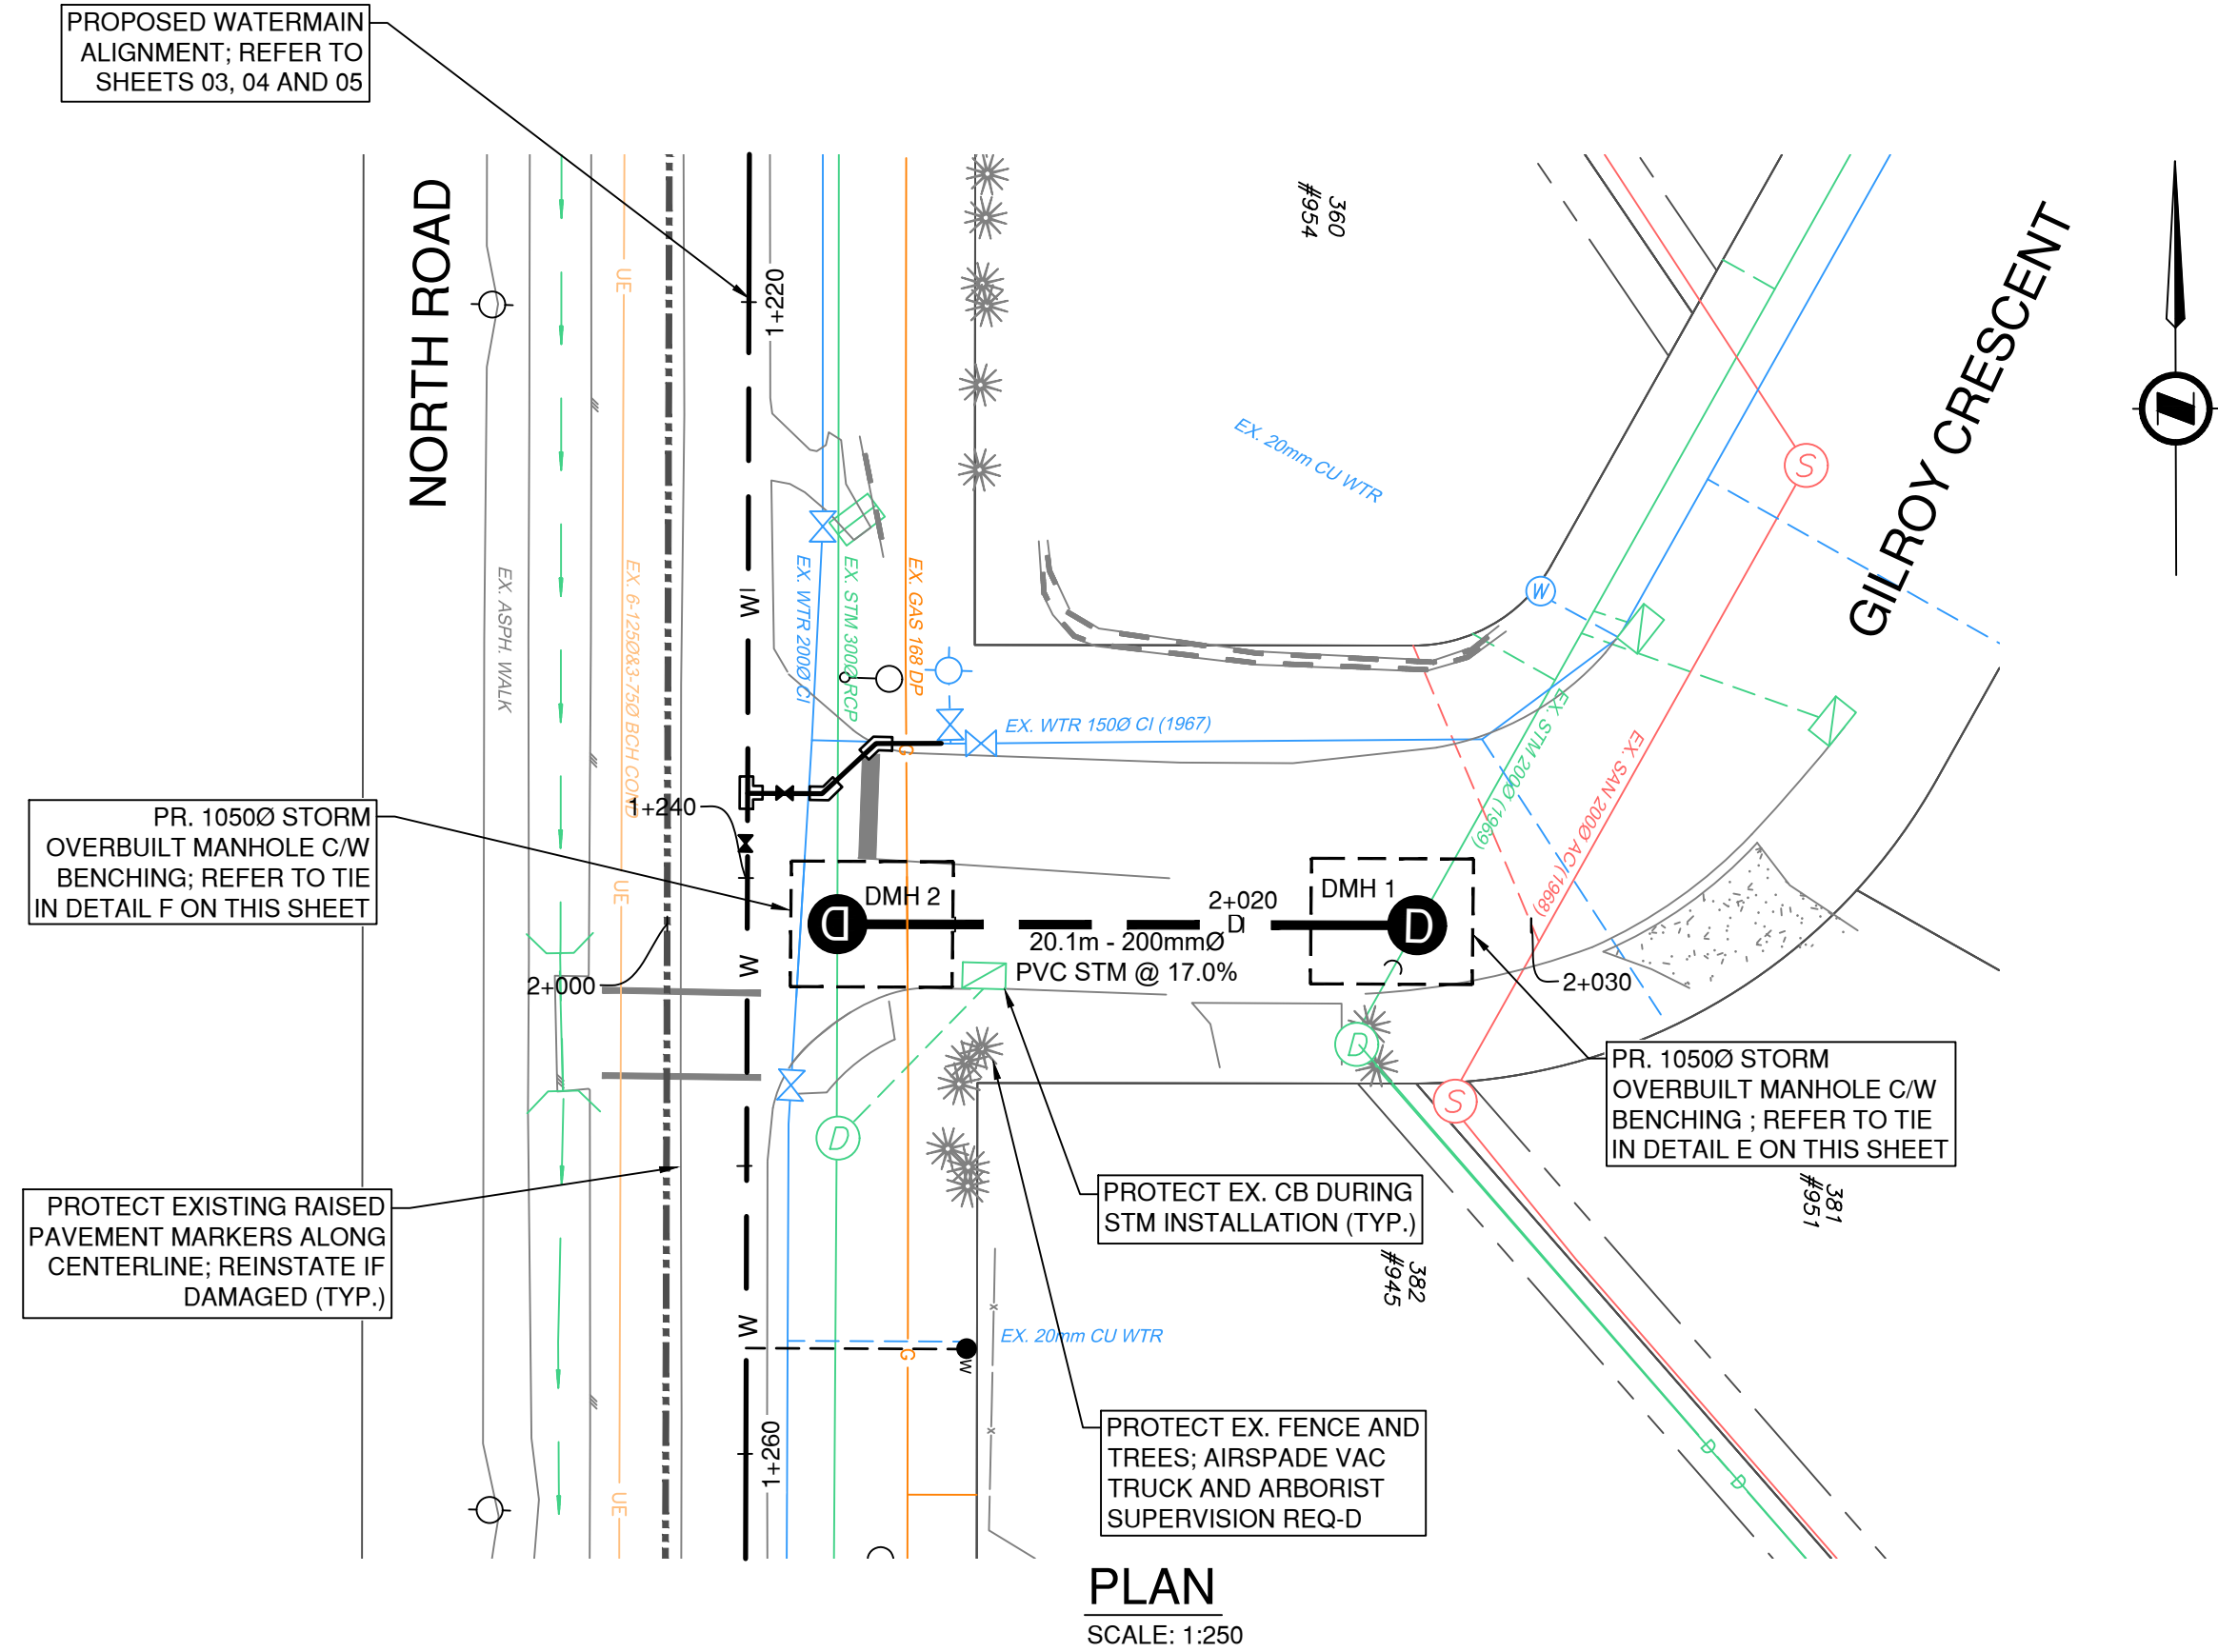 PROPOSED WATERMAIN
ALIGNMENT; REFER TO
SHEETS 03, 04 AND 05
NORTH ROAD
GILROY CRESCENT
360
#954
1+220
UE
EX. 20mm CU WTR
EX. ASPH. WALK
EX. 6-125Ø&3-75Ø BCH COND
W
EX. WTR 200Ø CI
EX. STM 300Ø RCP
EX. GAS 168 DP
S
W
EX. WTR 150Ø CI (1967)
G
EX. STM 200Ø (1969)
EX. SAN 200Ø AC (1968)
1+240
PR. 1050Ø STORM
OVERBUILT MANHOLE C/W
BENCHING; REFER TO TIE
IN DETAIL F ON THIS SHEET
UE
DMH 2
D
2+020
D
DMH 1
D
20.1m - 200mmØ
PVC STM @ 17.0%
W
2+000
2+030
D
D
S
PR. 1050Ø STORM
OVERBUILT MANHOLE C/W
BENCHING ; REFER TO TIE
IN DETAIL E ON THIS SHEET
PROTECT EXISTING RAISED
PAVEMENT MARKERS ALONG
CENTERLINE; REINSTATE IF
DAMAGED (TYP.)
PROTECT EX. CB DURING
STM INSTALLATION (TYP.)
381
#951
382
#945
W
EX. 20mm CU WTR
G
W
x
x
1+260
UE
PROTECT EX. FENCE AND
TREES; AIRSPADE VAC
TRUCK AND ARBORIST
SUPERVISION REQ-D
D
D
PLAN
SCALE: 1:250